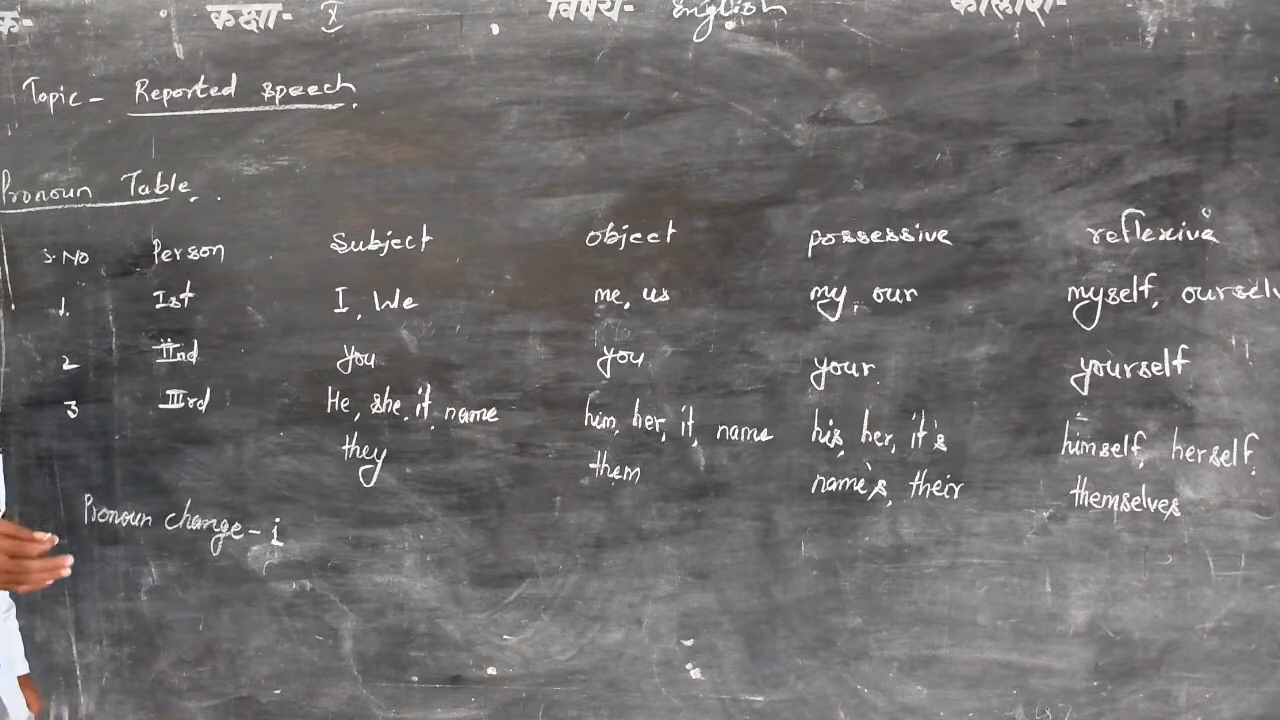 कक्षा- X विषय- English कालांश-
Topic - Reported speech.
Pronoun Table.
S.No Person Subject object possessive reflexive
1. Ist I, We me, us my, our myself, oursel
2 IInd you you your. yourself
3 IIIrd He, she, it, name him, her, it, name his, her, it's himself, herself,
they them name's, their themselves
Pronoun change - i